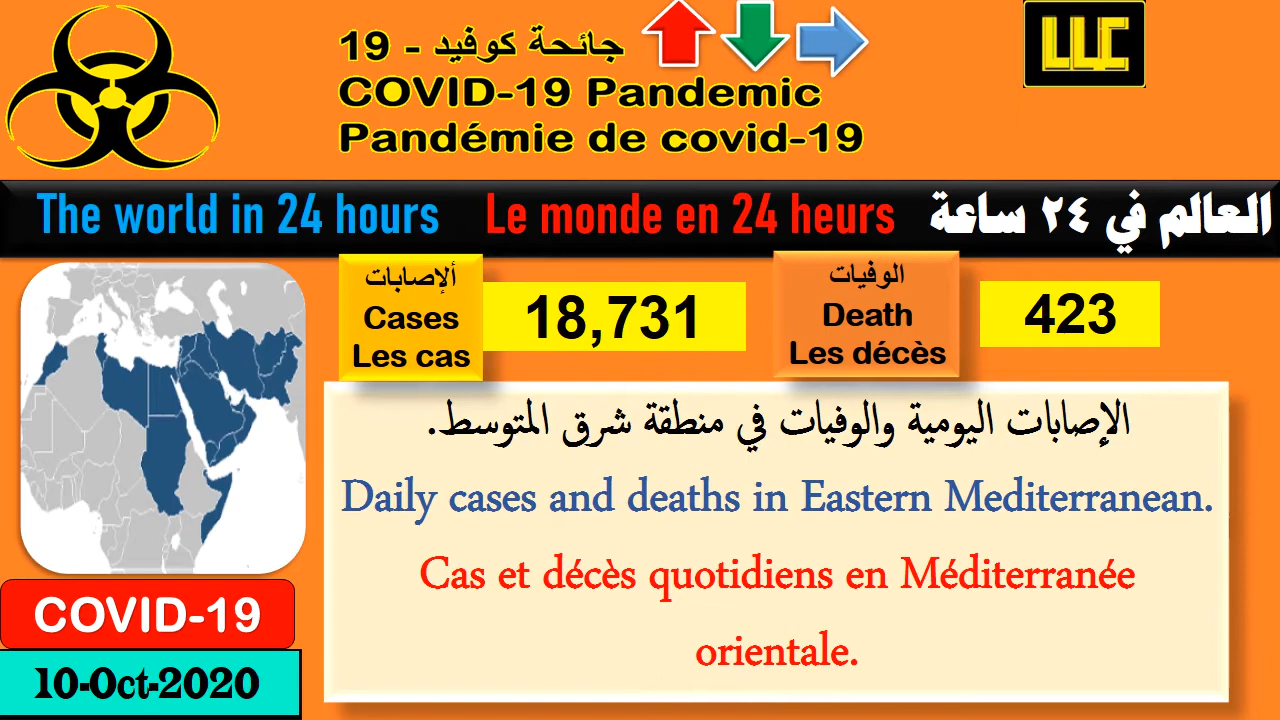 جائحة كوفيد - 19
COVID-19 Pandemic
Pandémie de covid-19
LLC
The world in 24 hours Le monde en 24 heurs العالم في ٢٤ ساعة
ألإصابات
Cases
Les cas
18,731
الوفيات
Death
Les décès
423
الإصابات اليومية والوفيات في منطقة شرق المتوسط.
Daily cases and deaths in Eastern Mediterranean.
Cas et décès quotidiens en Méditerranée
orientale.
COVID-19
10-Oct-2020